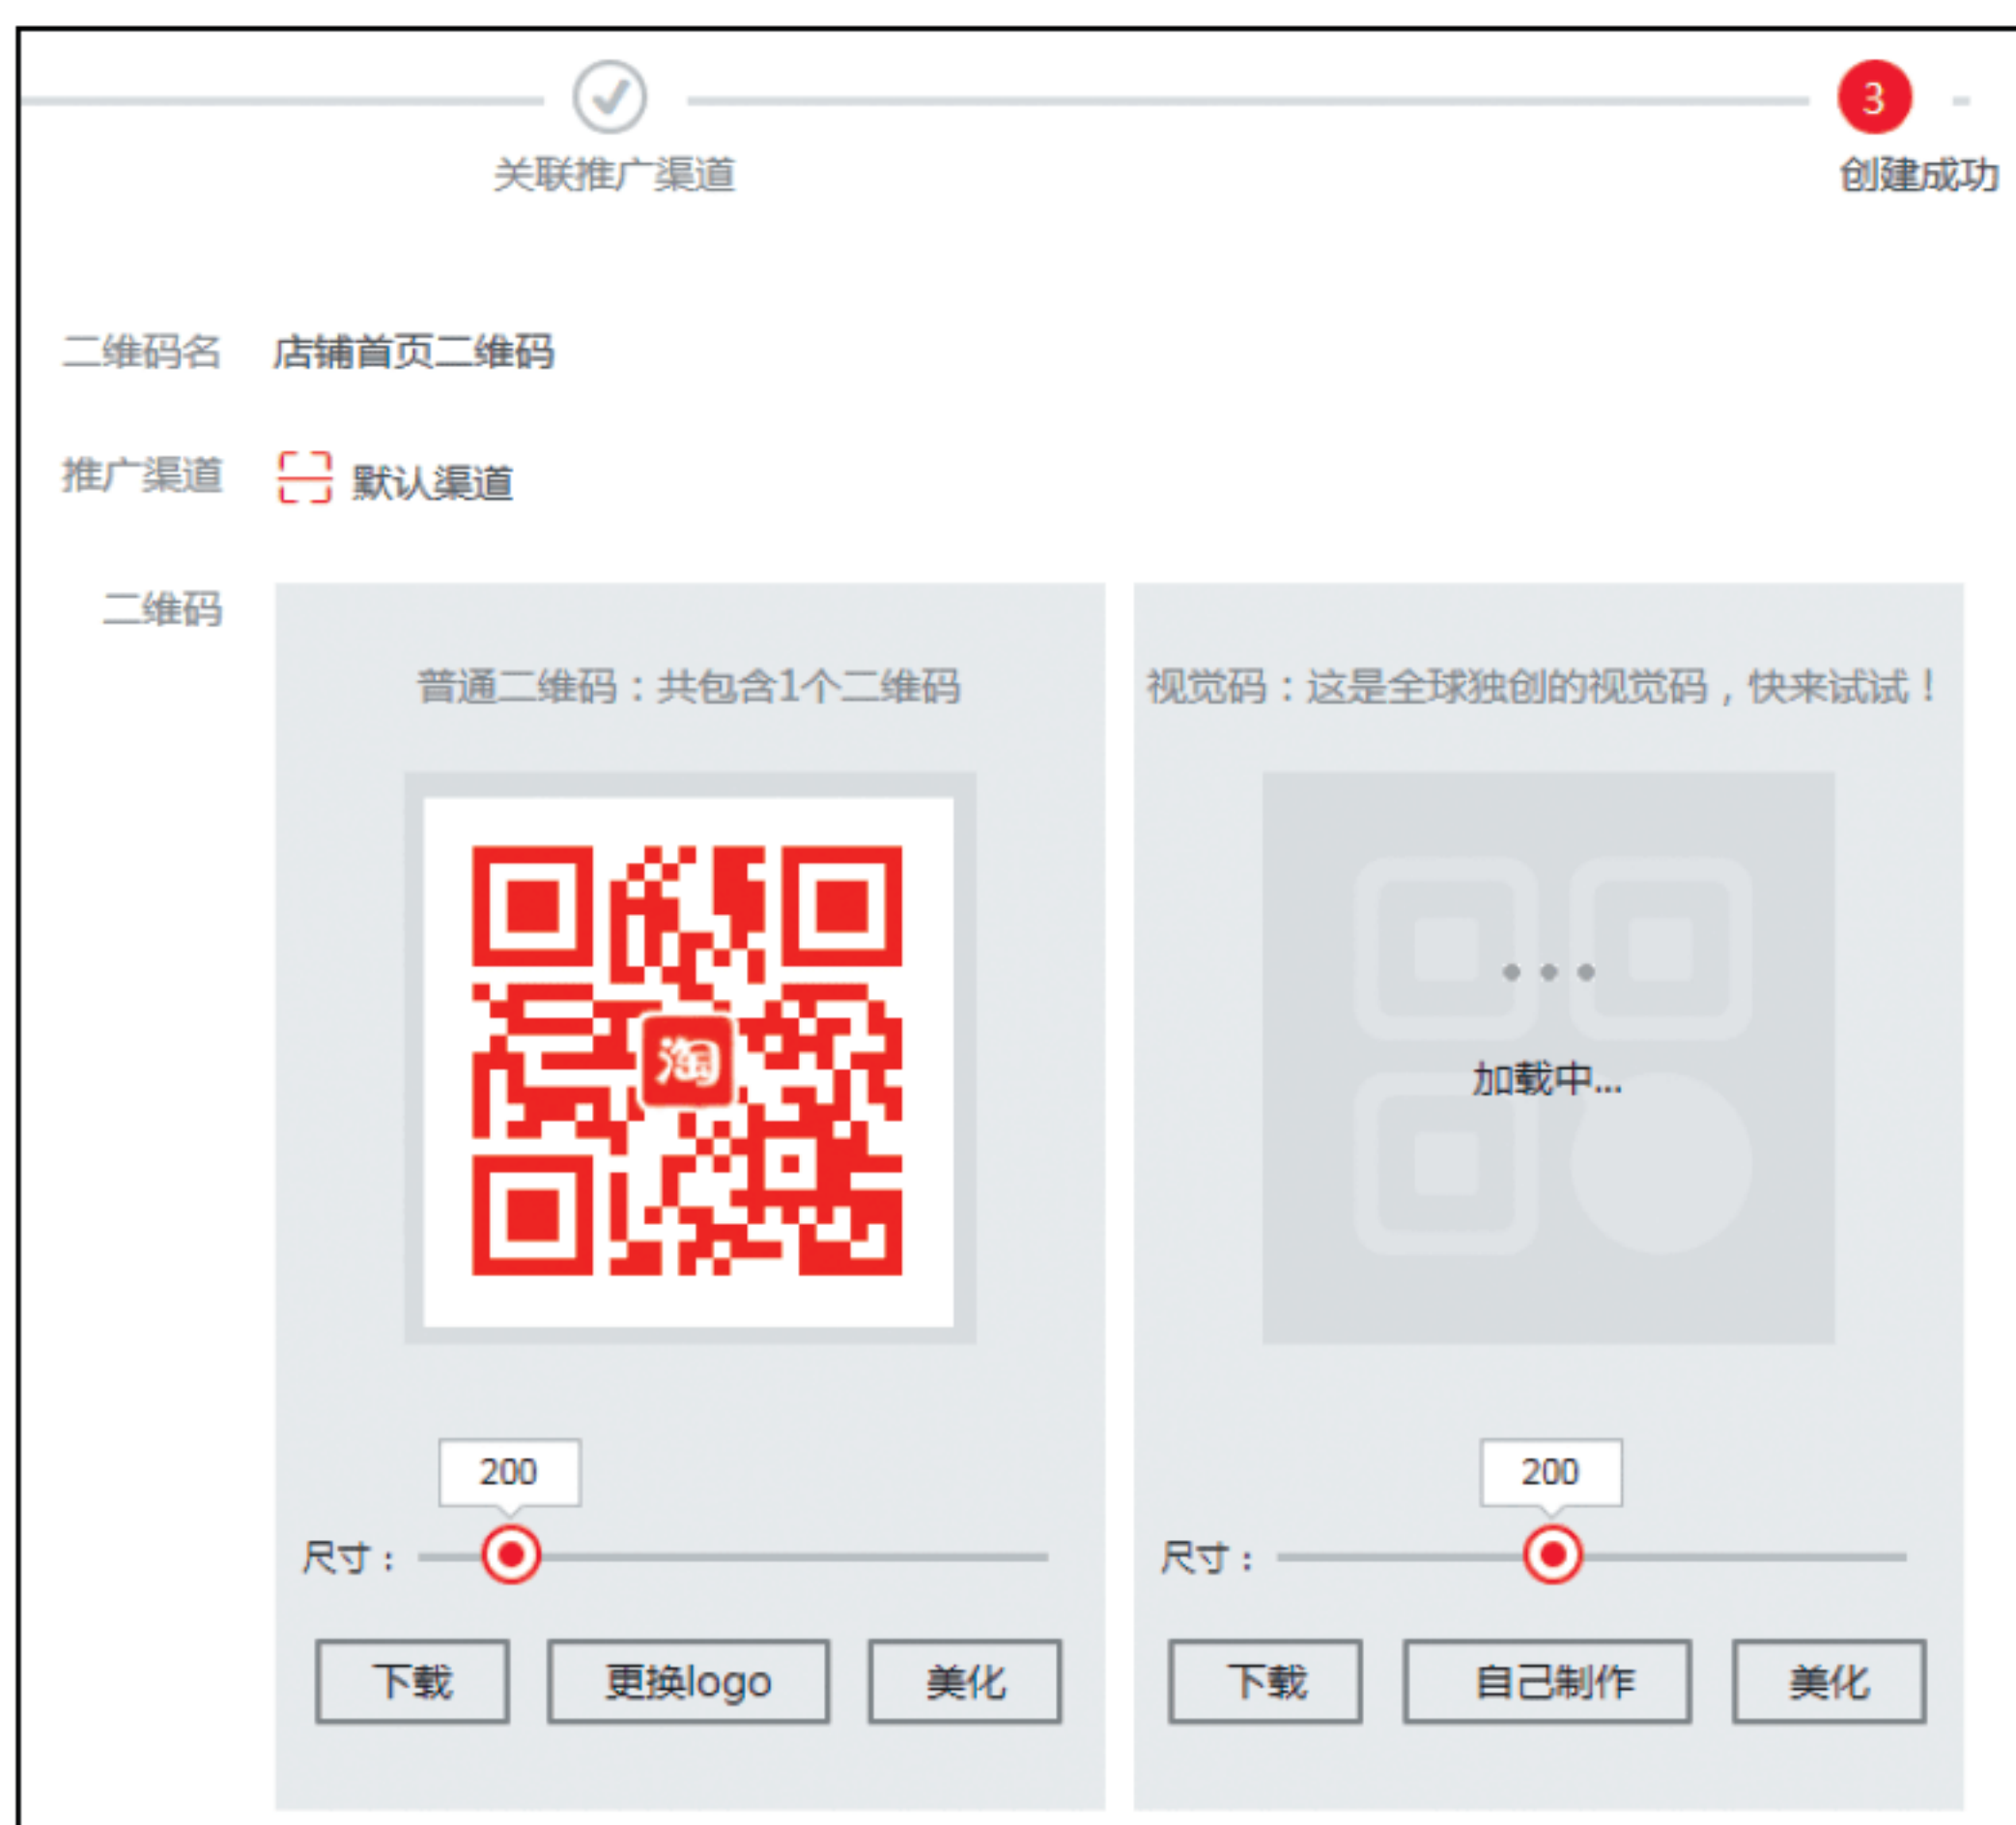 3
关联推广渠道
创建成功
二维码名 店铺首页二维码
推广渠道 默认渠道
二维码
普通二维码：共包含1个二维码
视觉码：这是全球独创的视觉码，快来试试！
淘
加载中...
200
200
尺寸：
尺寸：
下载 更换logo 美化
下载 自己制作 美化